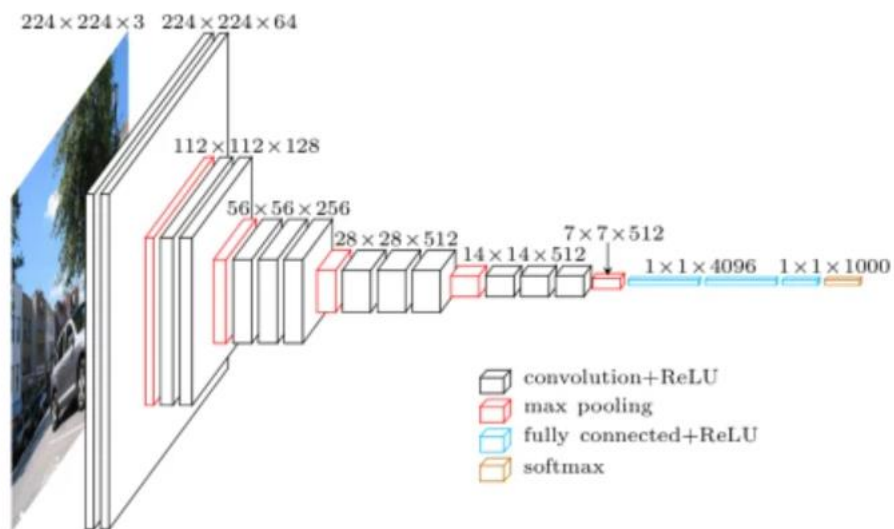 224×224×3
224×224×64
112×112×128
56×56×256
28×28×512
14×14×512
7×7×512
1×1×4096
1×1×1000
convolution+ReLU
max pooling
fully connected+ReLU
softmax